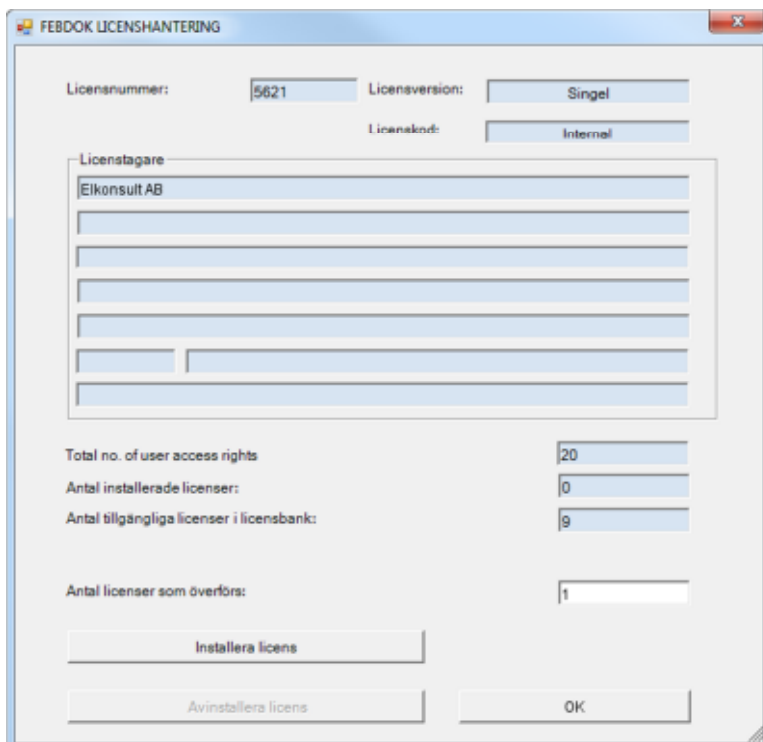 FEBDOK LICENSHANTERING
Licensnummer: 5621 Licensversion: Singel
Licenskod: Internal
Licenstagare
Elkonsult AB
Total no. of user access rights 20
Antal installerade licenser: 0
Antal tillgängliga licenser i licensbank: 9
Antal licenser som överförs: 1
Installera licens
Avinstallera licens OK